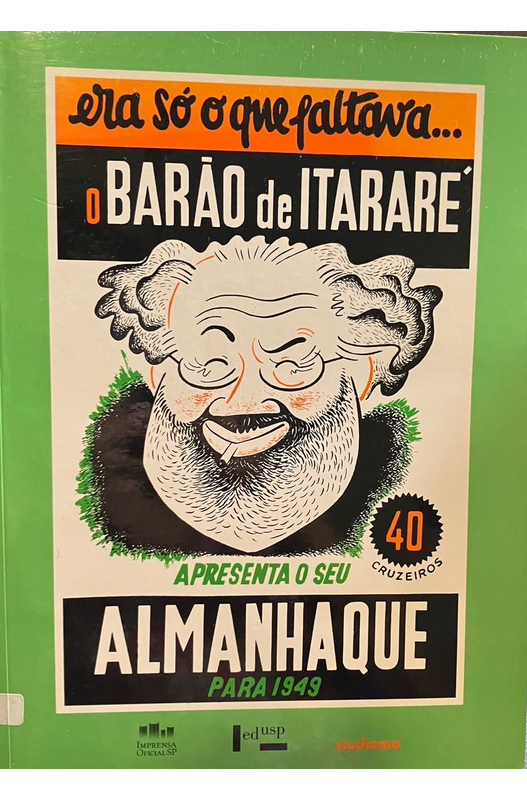 era só o que faltava...
O BARÃO de ITARARÉ
40
CRUZEIROS
APRESENTA O SEU
ALMANHAQUE
PARA 1949
IMPRENSA
OFICIAL SP
edusp
studioma